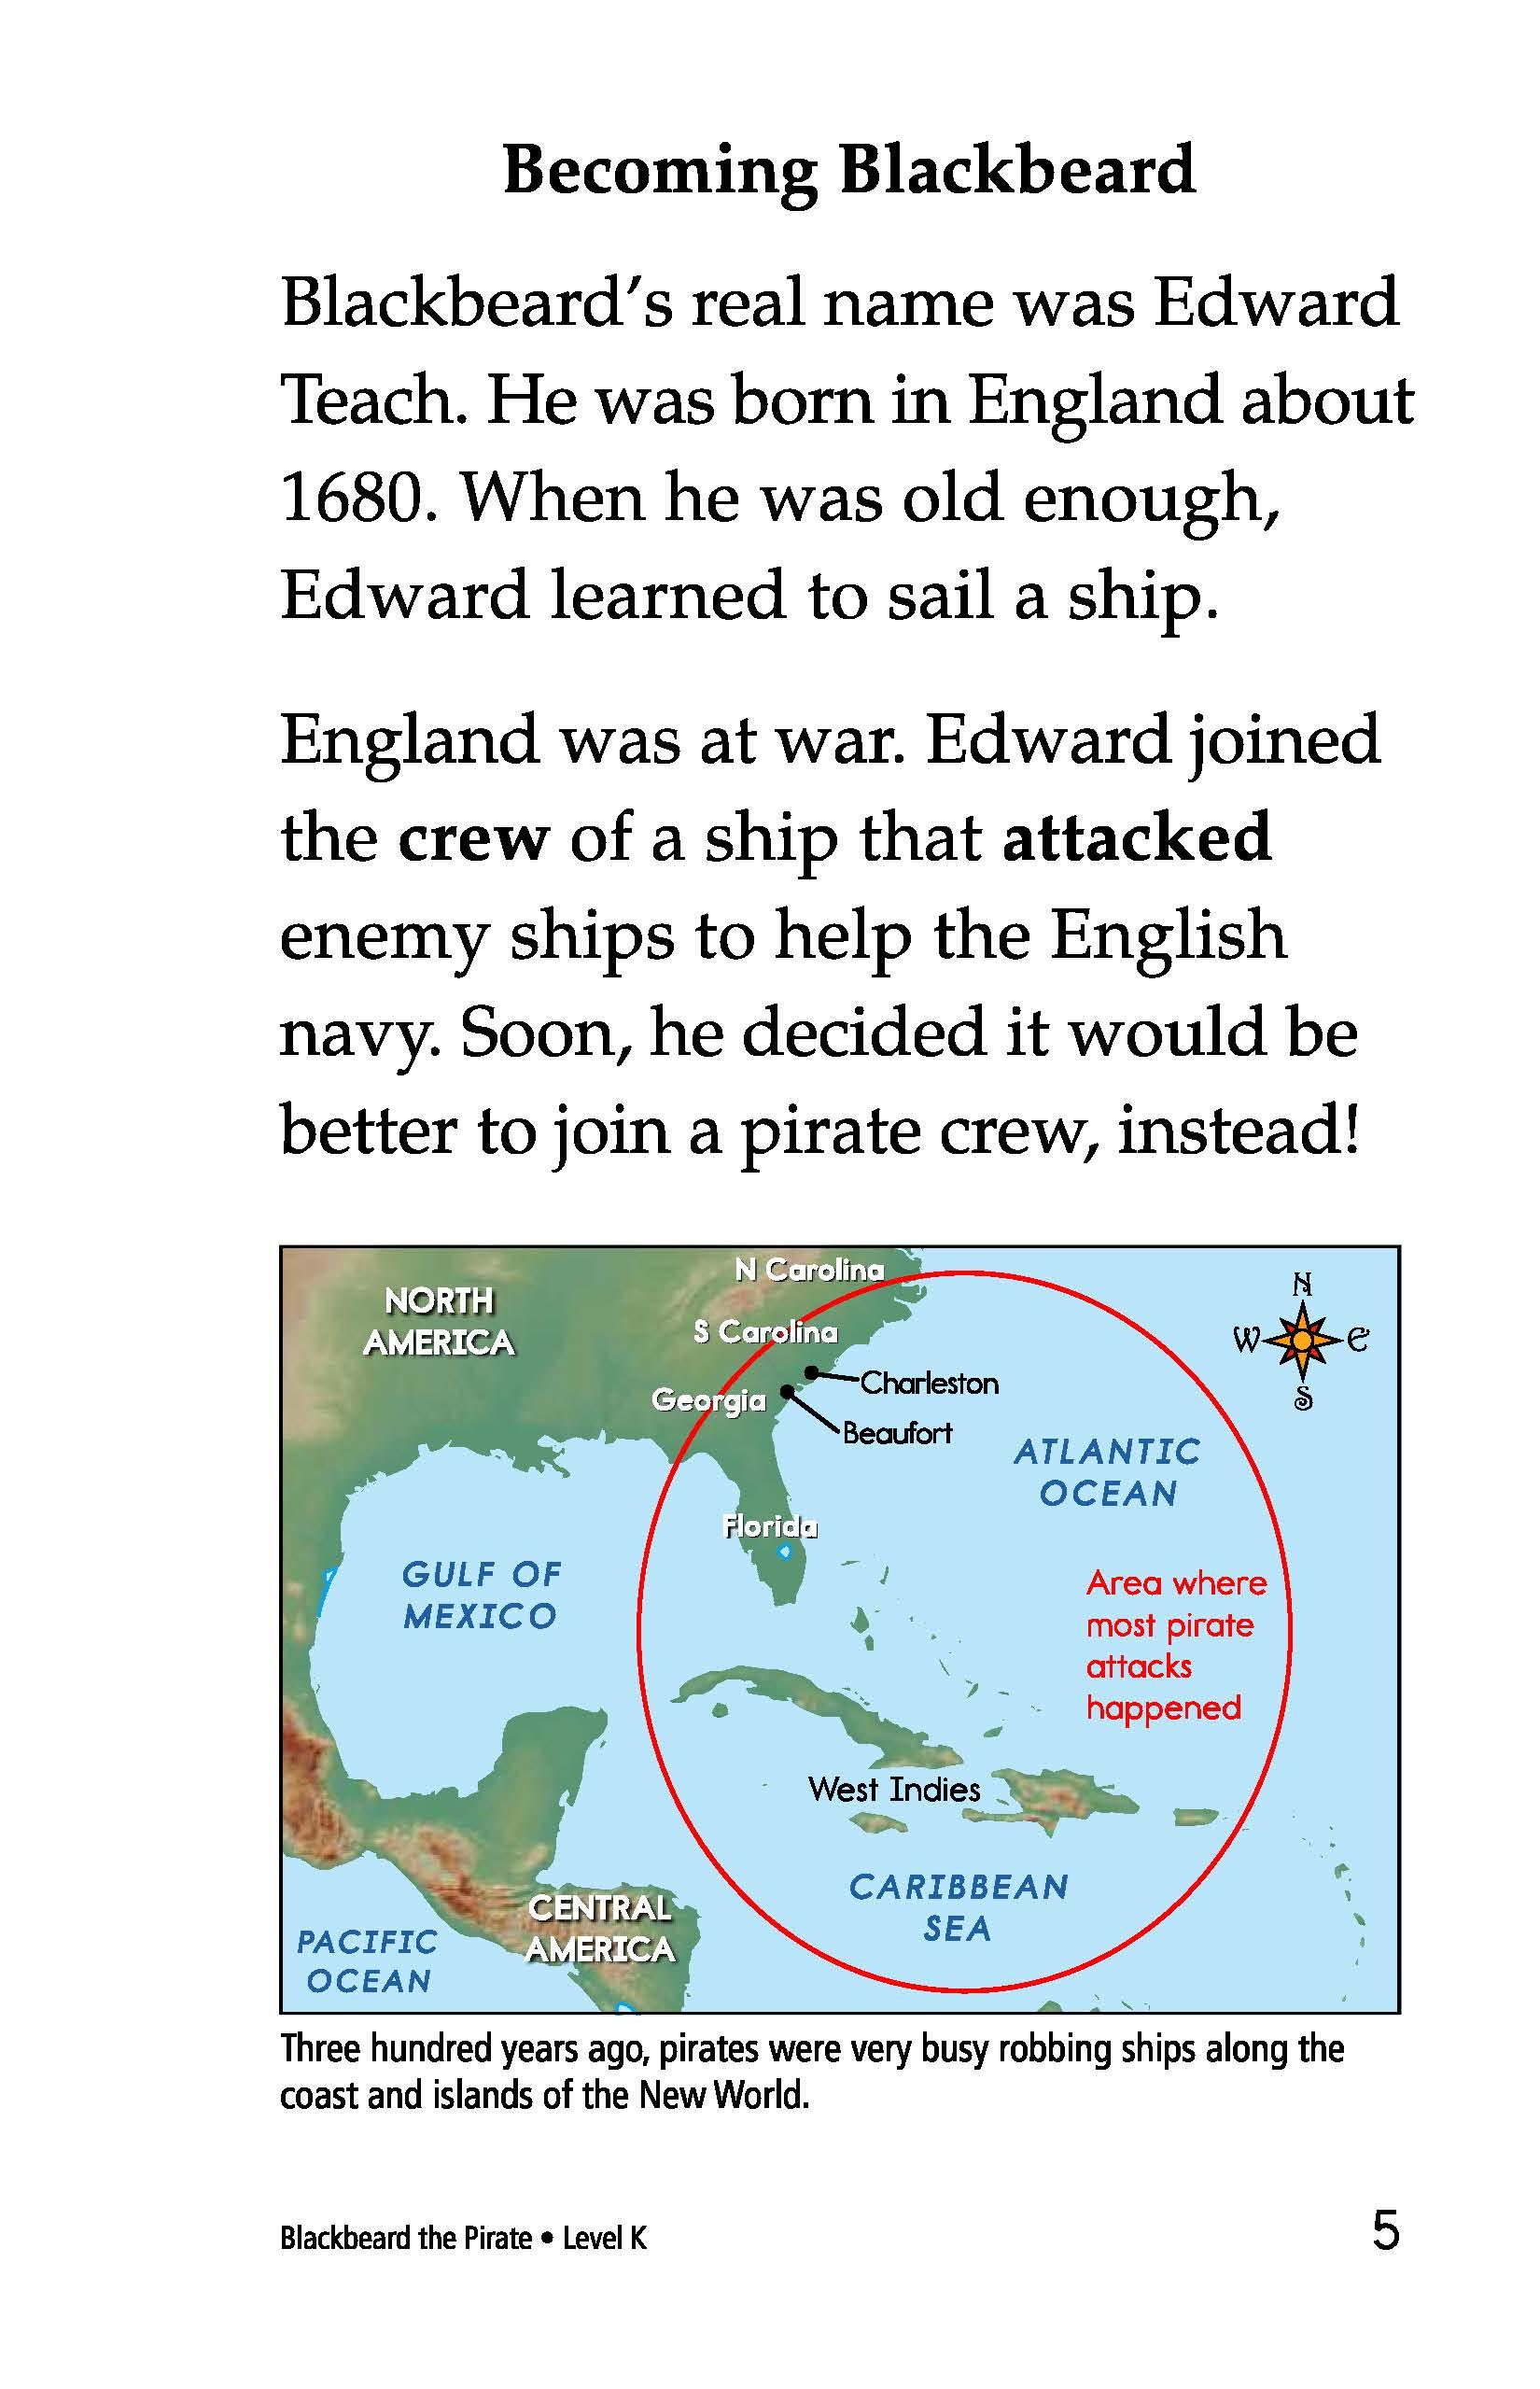 Becoming Blackbeard
Blackbeard’s real name was Edward
Teach. He was born in England about
1680. When he was old enough,
Edward learned to sail a ship.
England was at war. Edward joined
the crew of a ship that attacked
enemy ships to help the English
navy. Soon, he decided it would be
better to join a pirate crew, instead!
N Carolina
NORTH
AMERICA
N
W
E
S
S Carolina
Charleston
Georgia
Beaufort
ATLANTIC
OCEAN
Florida
GULF OF
MEXICO
Area where
most pirate
attacks
happened
West Indies
CARIBBEAN
SEA
CENTRAL
AMERICA
PACIFIC
OCEAN
Three hundred years ago, pirates were very busy robbing ships along the
coast and islands of the New World.
Blackbeard the Pirate • Level K
5